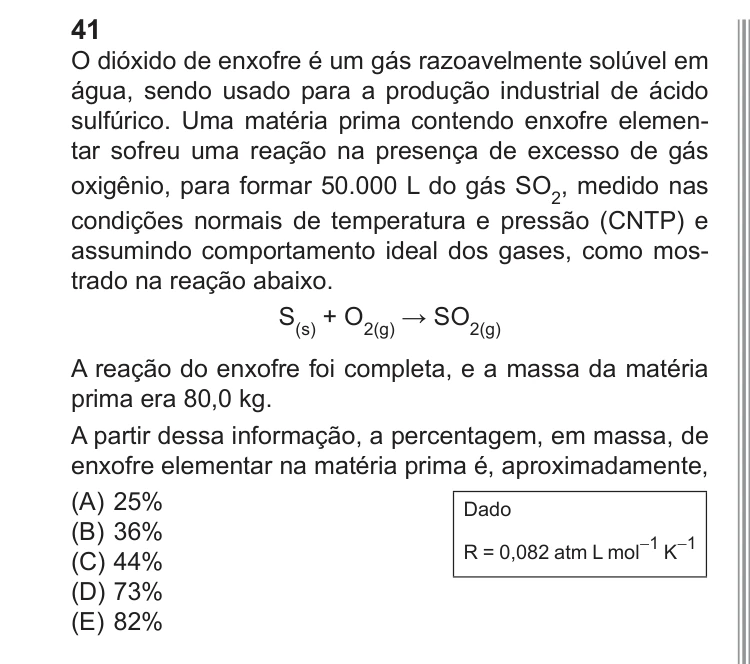 41
O dióxido de enxofre é um gás razoavelmente solúvel em
água, sendo usado para a produção industrial de ácido
sulfúrico. Uma matéria prima contendo enxofre elemen-
tar sofreu uma reação na presença de excesso de gás
oxigênio, para formar 50.000 L do gás SO2, medido nas
condições normais de temperatura e pressão (CNTP) e
assumindo comportamento ideal dos gases, como mos-
trado na reação abaixo.
S(s) + O2(g) → SO2(g)
A reação do enxofre foi completa, e a massa da matéria
prima era 80,0 kg.
A partir dessa informação, a percentagem, em massa, de
enxofre elementar na matéria prima é, aproximadamente,
(A) 25%
(B) 36%
(C) 44%
(D) 73%
(E) 82%
Dado
R = 0,082 atm L mol–1 K–1